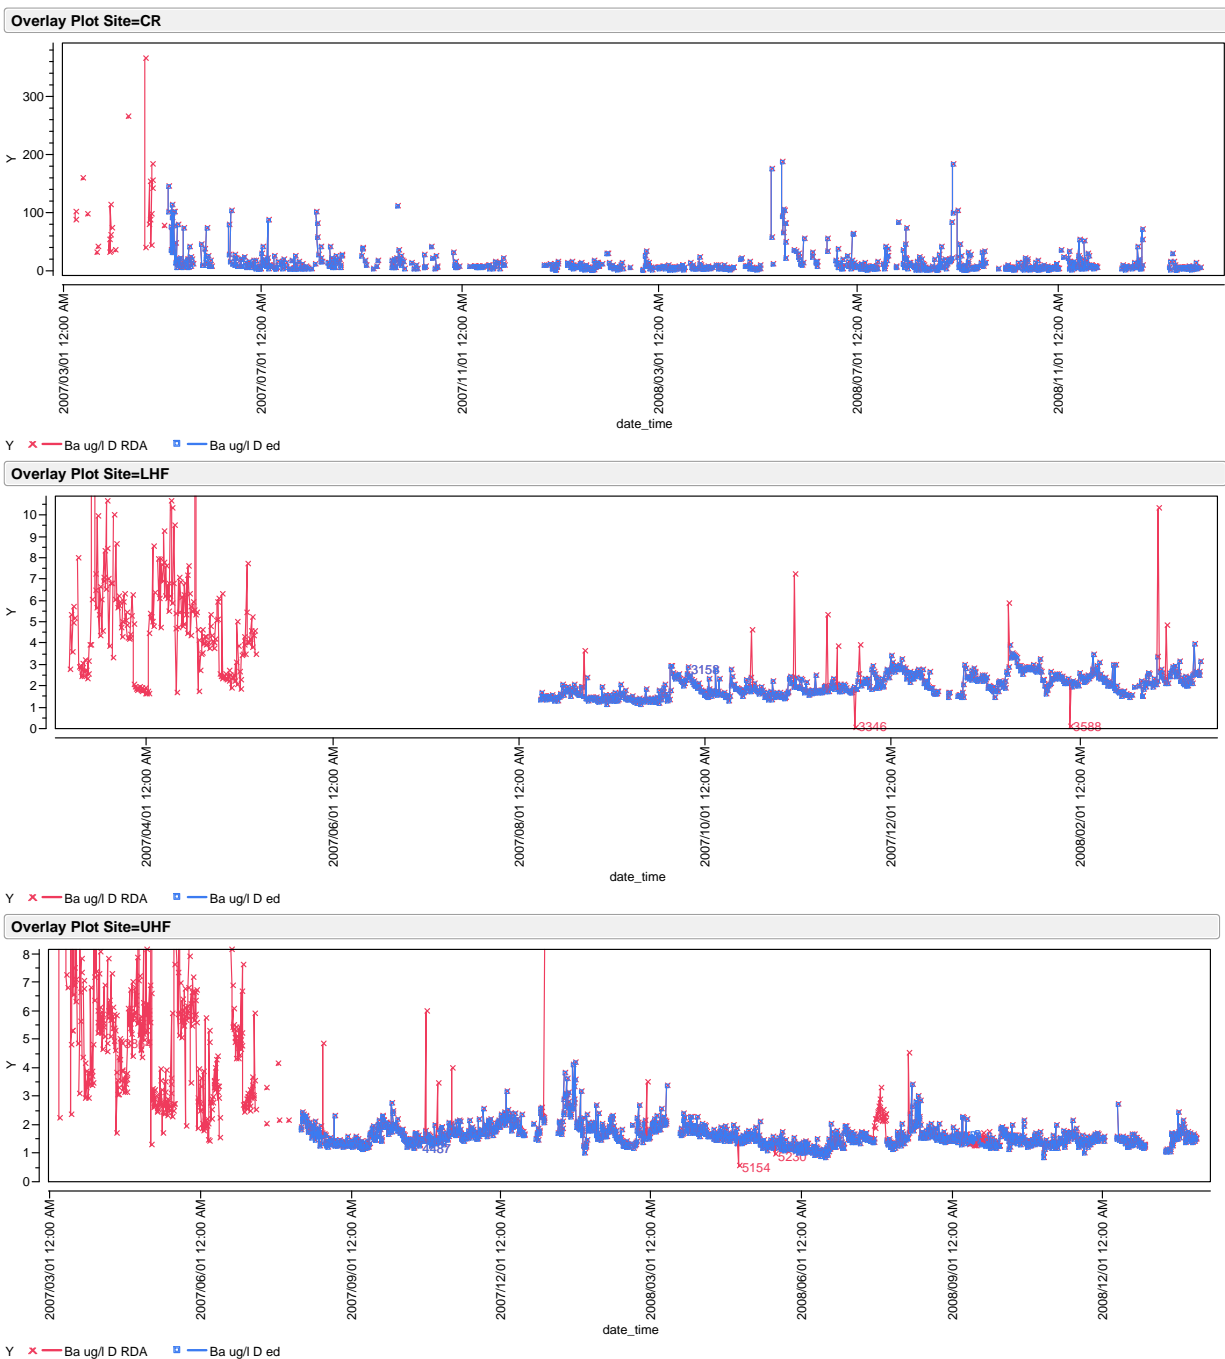 Overlay Plot Site=CR
Y
300
200
100
0
2007/03/01 12:00 AM
2007/07/01 12:00 AM
2007/11/01 12:00 AM
2008/03/01 12:00 AM
2008/07/01 12:00 AM
2008/11/01 12:00 AM
date_time
Y Ba ug/l D RDA Ba ug/l D ed
Overlay Plot Site=LHF
Y
10
9
8
7
6
5
4
3
2
1
0
3158
3346
3588
2007/04/01 12:00 AM
2007/06/01 12:00 AM
2007/08/01 12:00 AM
2007/10/01 12:00 AM
2007/12/01 12:00 AM
2008/02/01 12:00 AM
date_time
Y Ba ug/l D RDA Ba ug/l D ed
Overlay Plot Site=UHF
Y
8
7
6
5
4
3
2
1
0
4487
5154
5230
2007/03/01 12:00 AM
2007/06/01 12:00 AM
2007/09/01 12:00 AM
2007/12/01 12:00 AM
2008/03/01 12:00 AM
2008/06/01 12:00 AM
2008/09/01 12:00 AM
2008/12/01 12:00 AM
date_time
Y Ba ug/l D RDA Ba ug/l D ed